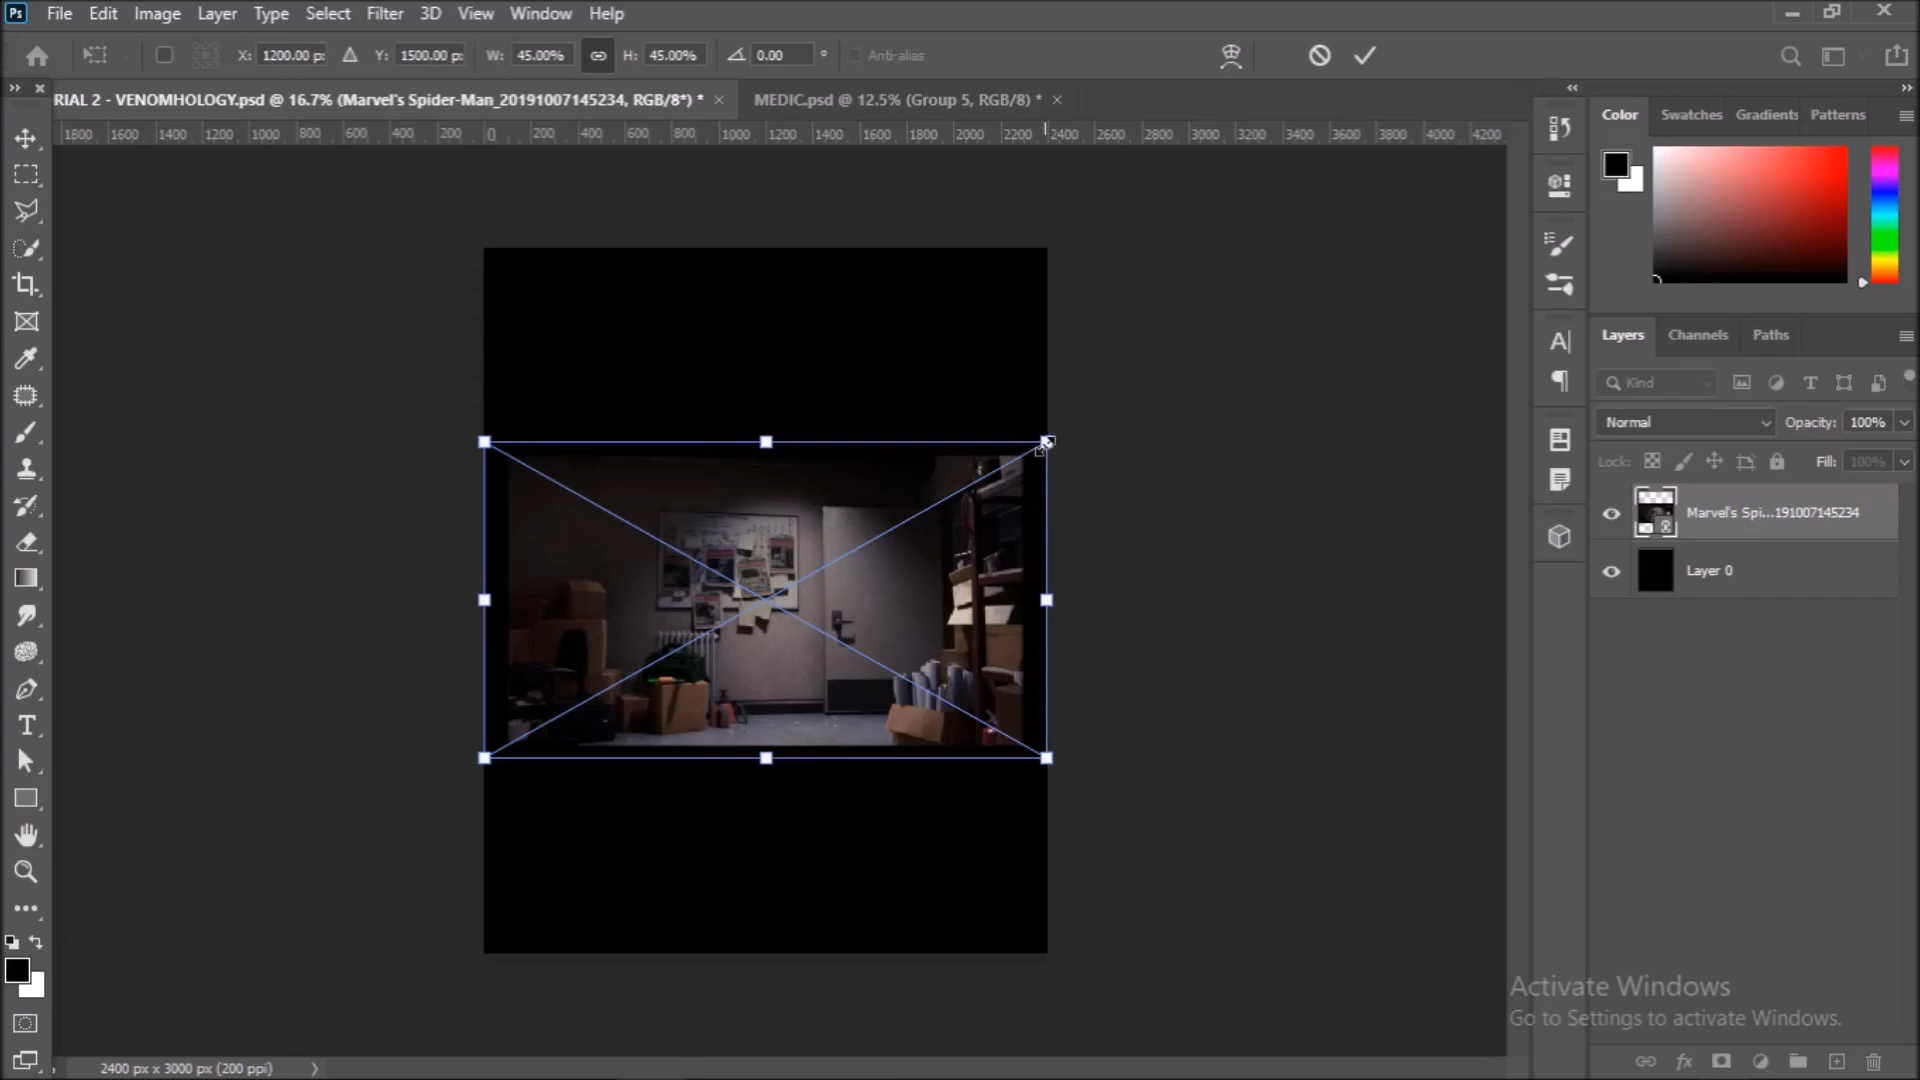 Ps File Edit Image Layer Type Select Filter 3D View Window Help
X: 1200.00 px Y: 1500.00 px W: 45.00% H: 45.00% 0.00 ° Anti-alias
RIAL 2 - VENOMHOLOGY.psd @ 16.7% (Marvel's Spider-Man_20191007145234, RGB/8*) * MEDIC.psd @ 12.5% (Group 5, RGB/8) *
1800 1600 1400 1200 1000 800 600 400 200 0 200 400 600 800 1000 1200 1400 1600 1800 2000 2200 2400 2600 2800 3000 3200 3400 3600 3800 4000 4200
Color Swatches Gradients Patterns
Layers Channels Paths
Kind
Normal Opacity: 100%
Lock: Fill: 100%
Marvel's Spi...191007145234
Layer 0
Activate Windows
Go to Settings to activate Windows.
2400 px x 3000 px (200 ppi)